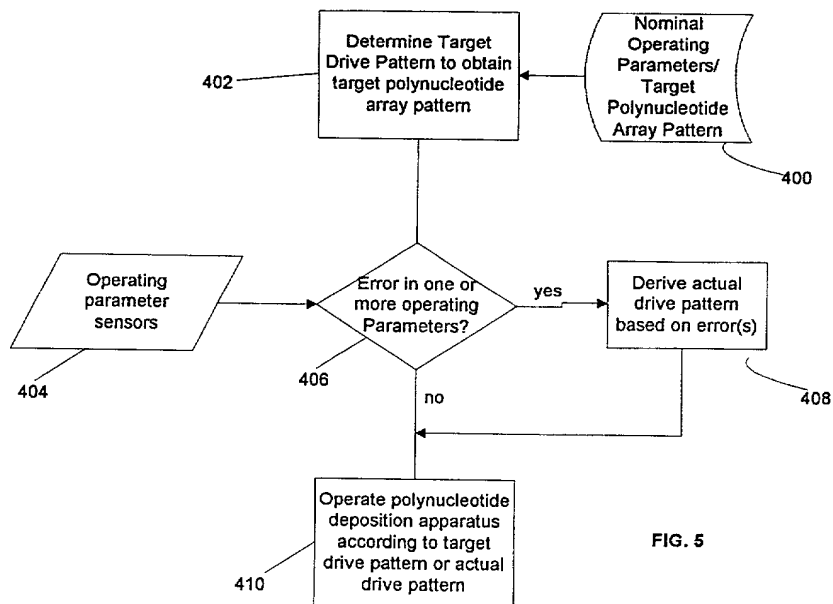 Determine Target
Drive Pattern to obtain
target polynucleotide
array pattern
402
Nominal
Operating
Parameters/
Target
Polynucleotide
Array Pattern
400
Operating
parameter
sensors
404
Error in one or
more operating
Parameters?
406
yes
no
Derive actual
drive pattern
based on error(s)
408
Operate polynucleotide
deposition apparatus
according to target
drive pattern or actual
drive pattern
410
FIG. 5